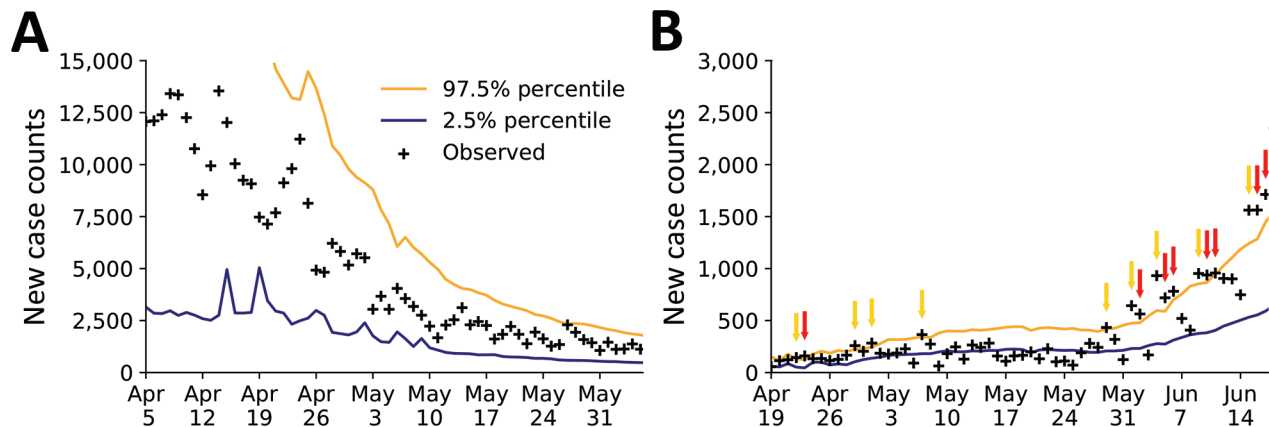 A
New case counts
15,000
12,500
10,000
7,500
5,000
2,500
0
97.5% percentile
2.5% percentile
Observed
Apr 5
Apr 12
Apr 19
Apr 26
May 3
May 10
May 17
May 24
May 31
B
New case counts
3,000
2,500
2,000
1,500
1,000
500
0
Apr 19
Apr 26
May 3
May 10
May 17
May 24
May 31
Jun 7
Jun 14